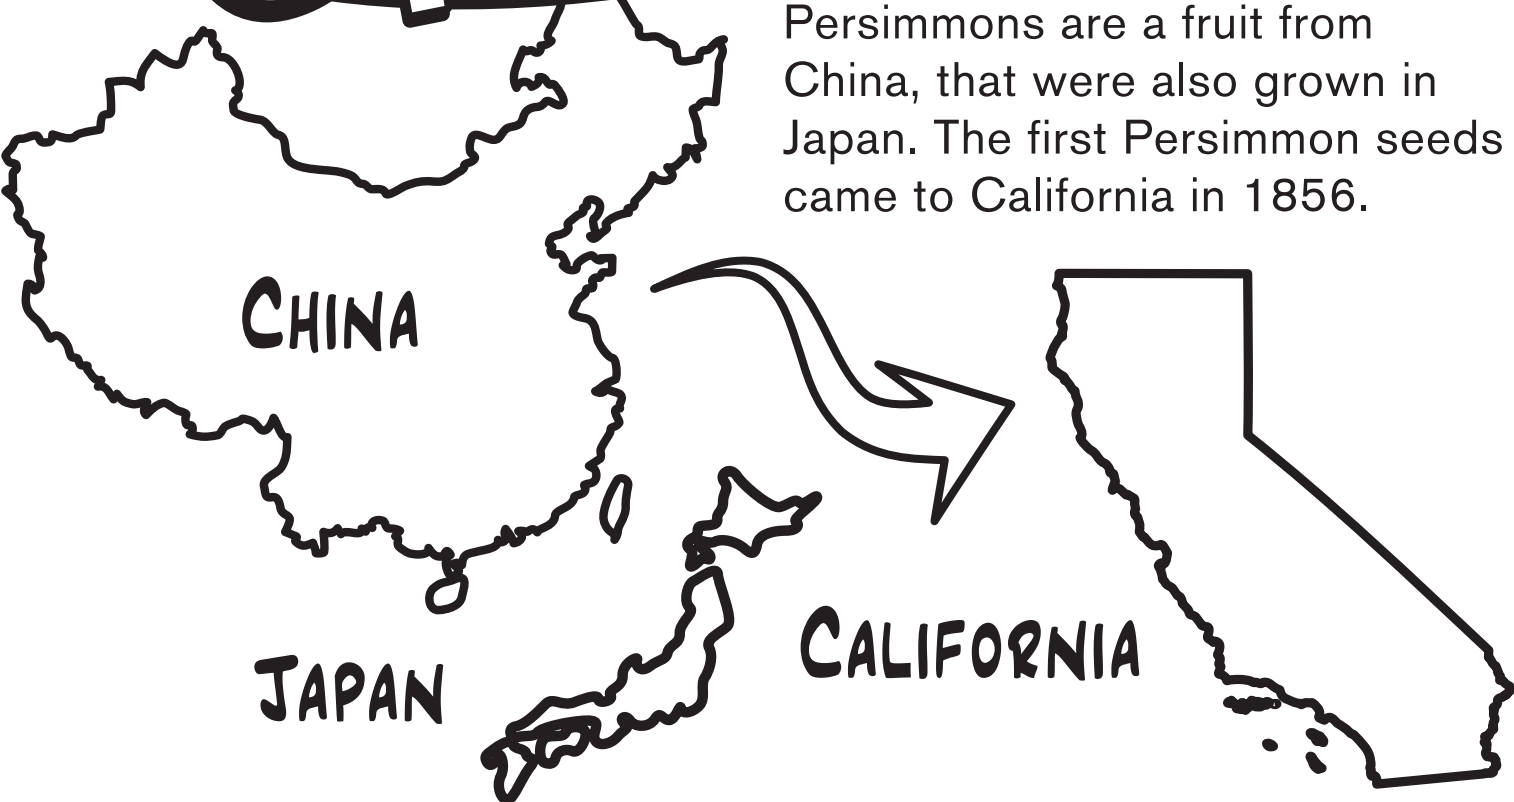 Persimmons are a fruit from
China, that were also grown in
Japan. The first Persimmon seeds
came to California in 1856.
CHINA
CALIFORNIA
JAPAN